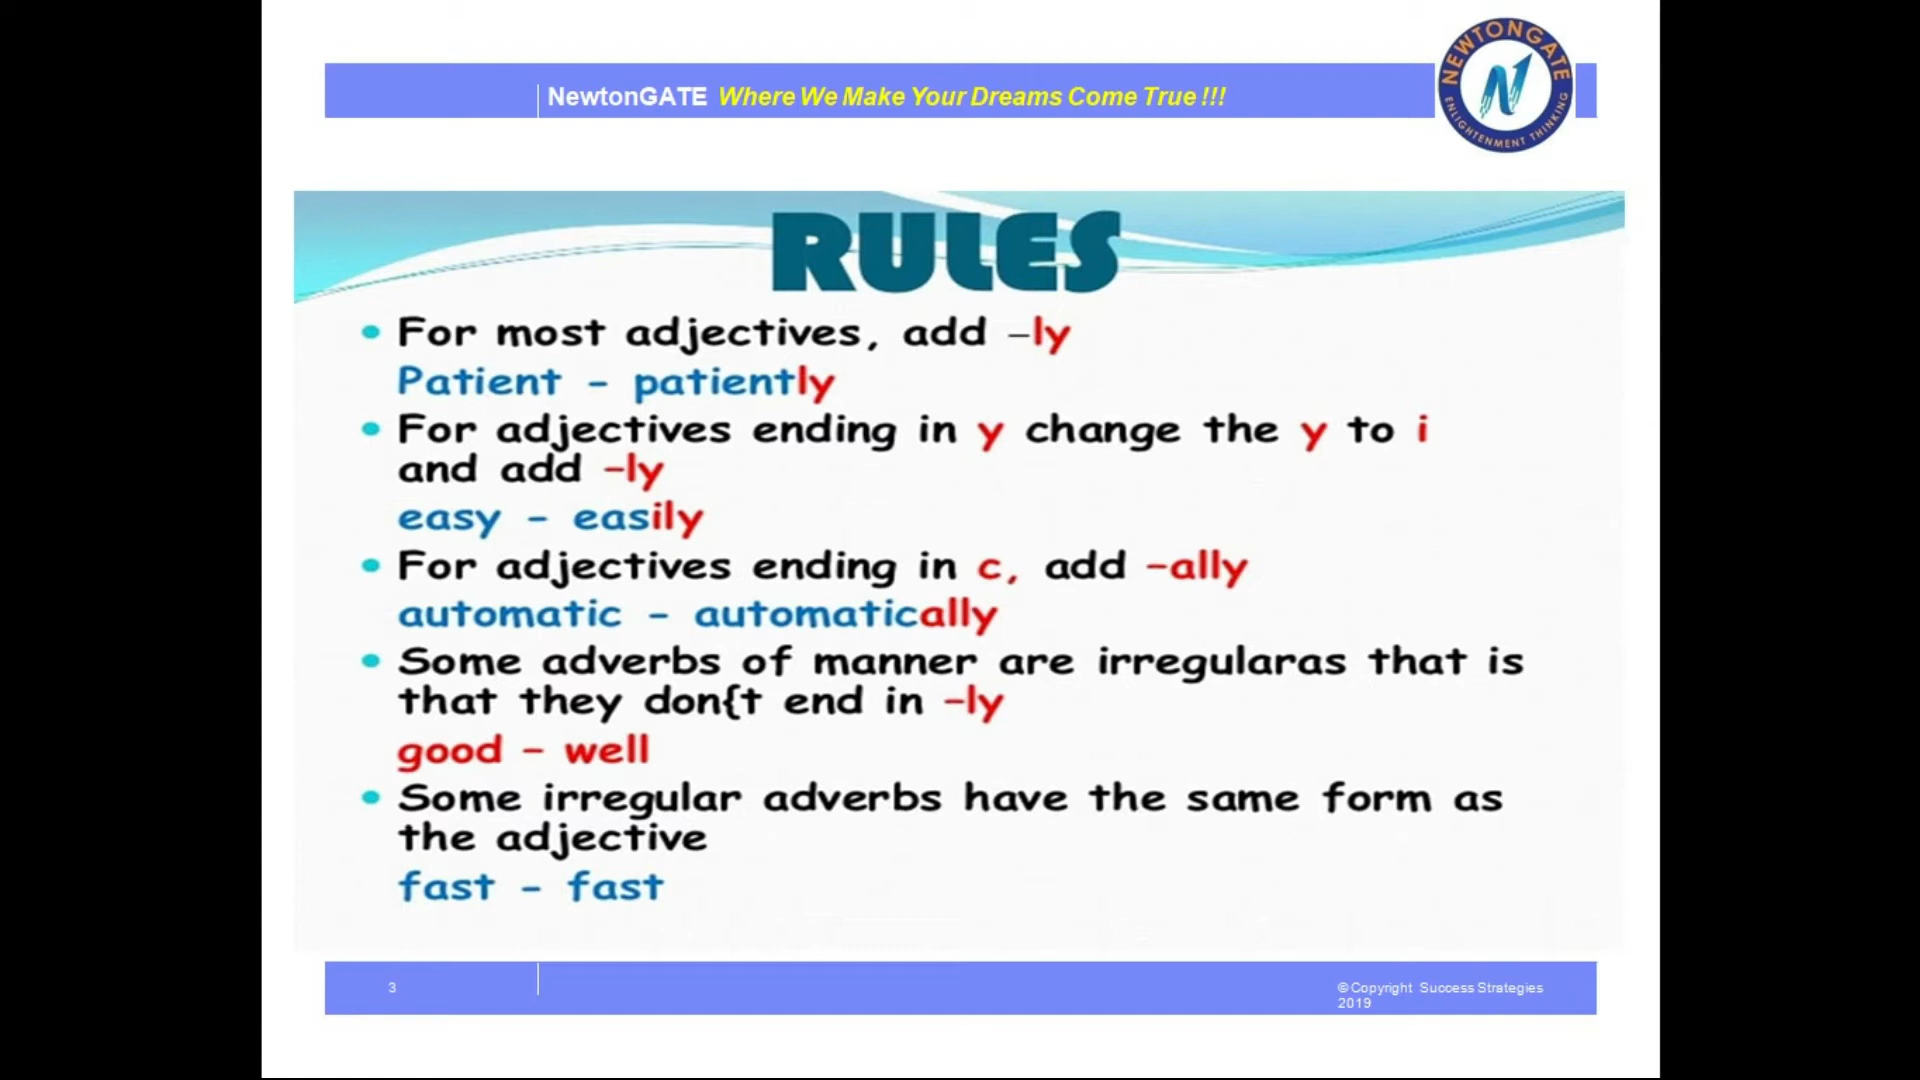 NewtonGATE Where We Make Your Dreams Come True !!!
NEWTONGATE
ENLIGHTENMENT THINKING
RULES
• For most adjectives, add –ly
Patient - patiently
• For adjectives ending in y change the y to i
and add -ly
easy - easily
• For adjectives ending in c, add -ally
automatic - automatically
• Some adverbs of manner are irregularas that is
that they don{t end in -ly
good - well
• Some irregular adverbs have the same form as
the adjective
fast - fast
3
©Copyright Success Strategies
2019